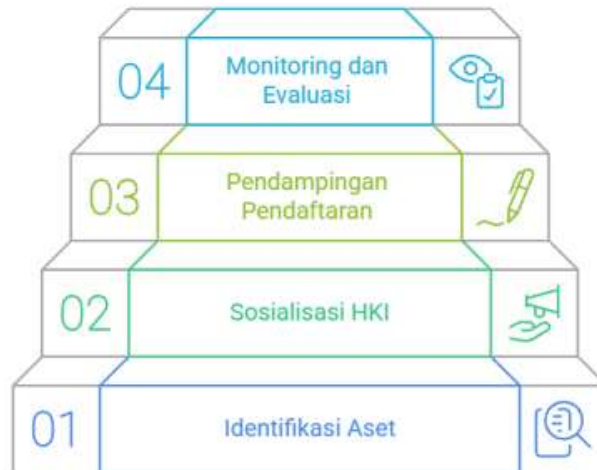 04
Monitoring dan
Evaluasi
03
Pendampingan
Pendaftaran
02
Sosialisasi HKI
01
Identifikasi Aset